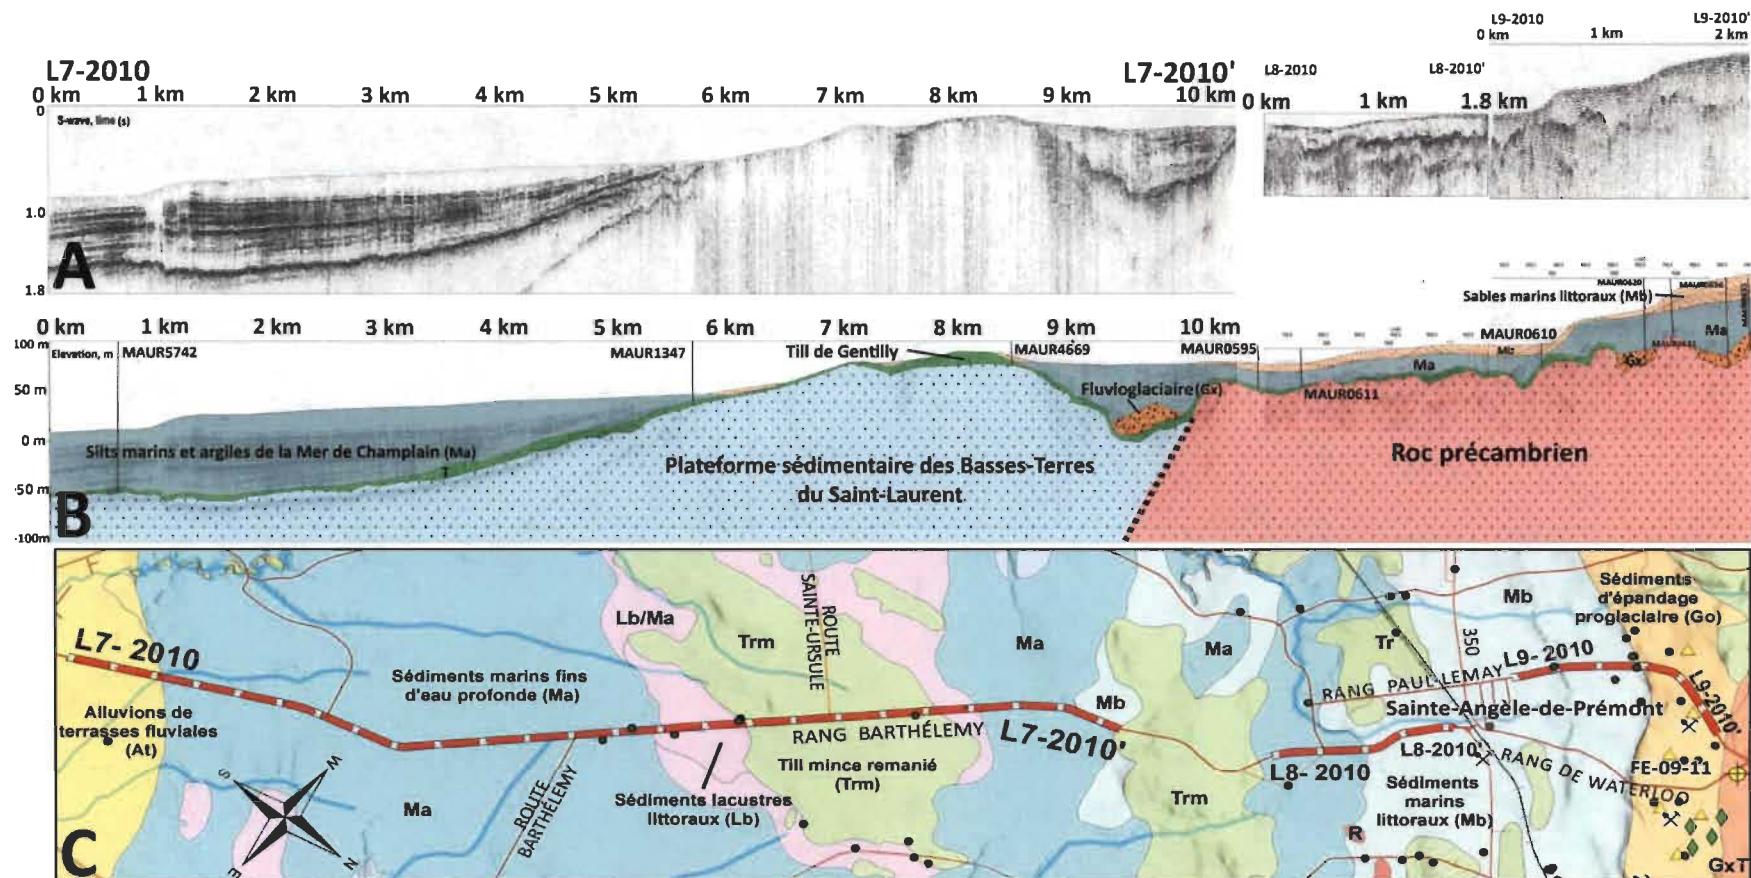 L9-2010 L9-2010'
0 km 1 km 2 km
L7-2010 L7-2010'
L8-2010 L8-2010'
0 km 1 km 2 km 3 km 4 km 5 km 6 km 7 km 8 km 9 km 10 km
0 km 1 km 1.8 km
0
S-wave, time (s)
1.0
A
1.8
0 km 1 km 2 km 3 km 4 km 5 km 6 km 7 km 8 km 9 km 10 km
MAUR0620
Sables marins littoraux (Mb)
100 m
Elevation, m
MAUR5742
MAUR1347
Till de Gentilly
MAUR4669
MAUR0595
MAUR0610
Mb
Ma
Ma
Gx
MAUR0611
50 m
Fluvioglaciaire (Gx)
0 m
Silts marins et argiles de la Mer de Champlain (Ma)
T
Plateforme sédimentaire des Basses-Terres
du Saint-Laurent
Roc précambrien
-50 m
B
-100m
L7- 2010
Alluvions de
terrasses fluviales
(At)
Sédiments marins fins
d'eau profonde (Ma)
Lb/Ma
Trm
ROUTE
SAINTE-URSULE
Ma
Mb
Ma
Tr
350
Mb
Sédiments
d'épandage
proglaciaire (Go)
RANG PAUL-LEMAY
L9- 2010
L9-2010'
Sainte-Angèle-de-Prémont
RANG BARTHÉLEMY
L7-2010'
L8- 2010
L8-2010'
RANG DE WATERLOO
FE-09-11
Till mince remanié
(Trm)
Sédiments lacustres
littoraux (Lb)
ROUTE
BARTHÉLEMY
Ma
Trm
Sédiments
marins
littoraux (Mb)
R
GxT
S
W
E
N
C